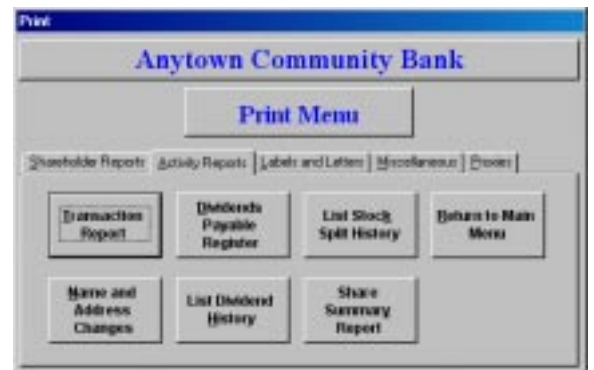 Print
Anytown Community Bank
Print Menu
Shareholder Reports Activity Reports Labels and Letters Miscellaneous Proxies
Transaction
Report
Dividends
Payable
Register
List Stock
Split History
Return to Main
Menu
Name and
Address
Changes
List Dividend
History
Share
Summary
Report